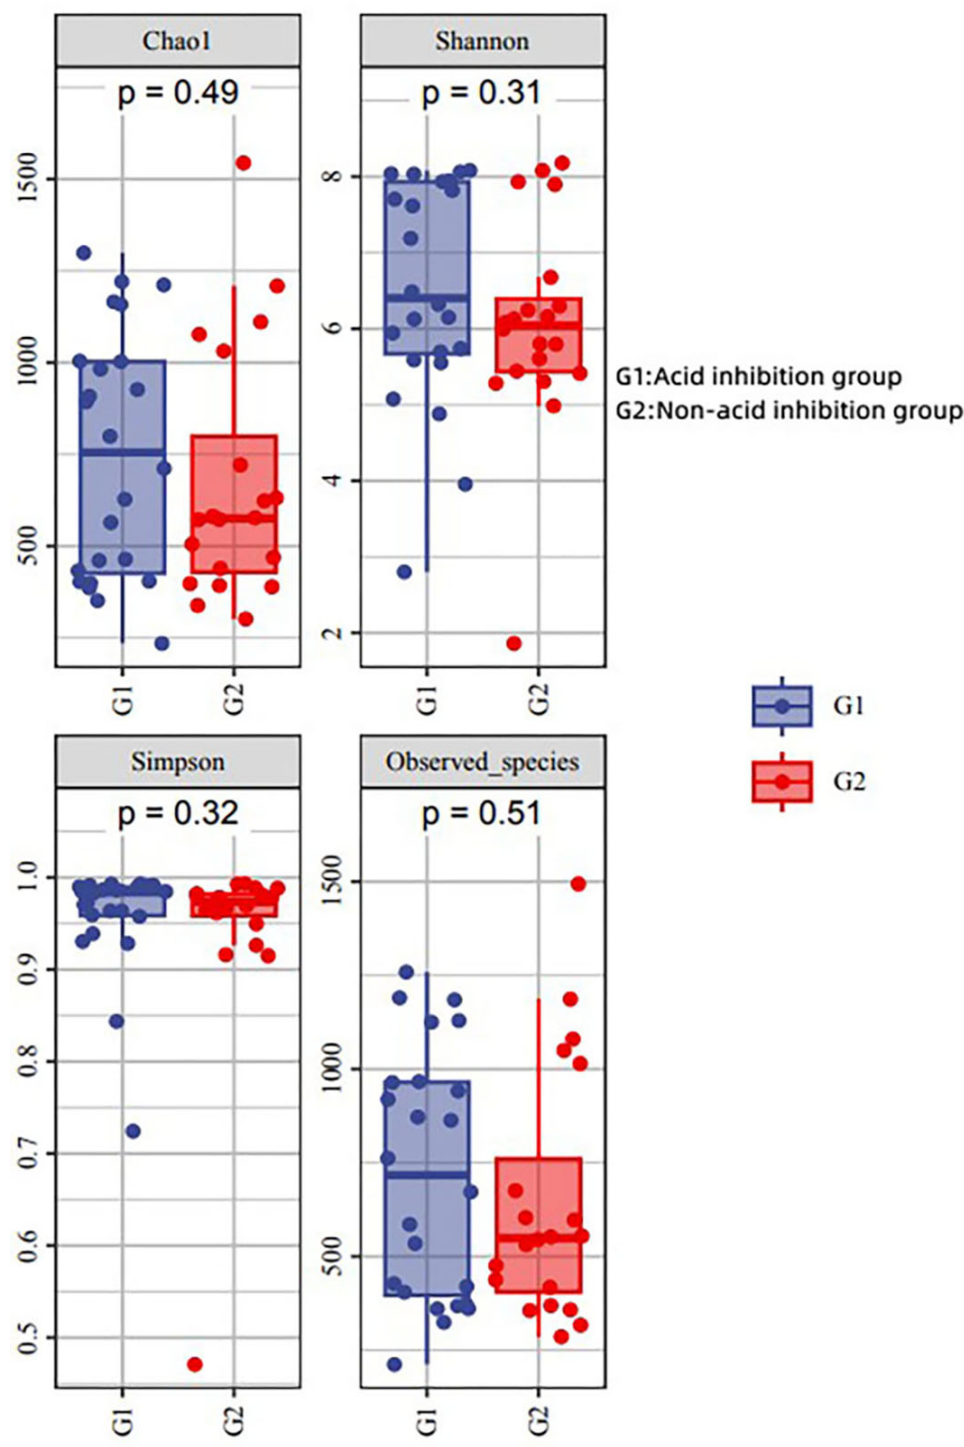 Chao1
p = 0.49
1500
1000
500
G1
G2
Shannon
p = 0.31
8
6
4
2
G1
G2
G1:Acid inhibition group
G2:Non-acid inhibition group
G1
G2
Simpson
p = 0.32
1.0
0.9
0.8
0.7
0.6
0.5
G1
G2
Observed_species
p = 0.51
1500
1000
500
G1
G2